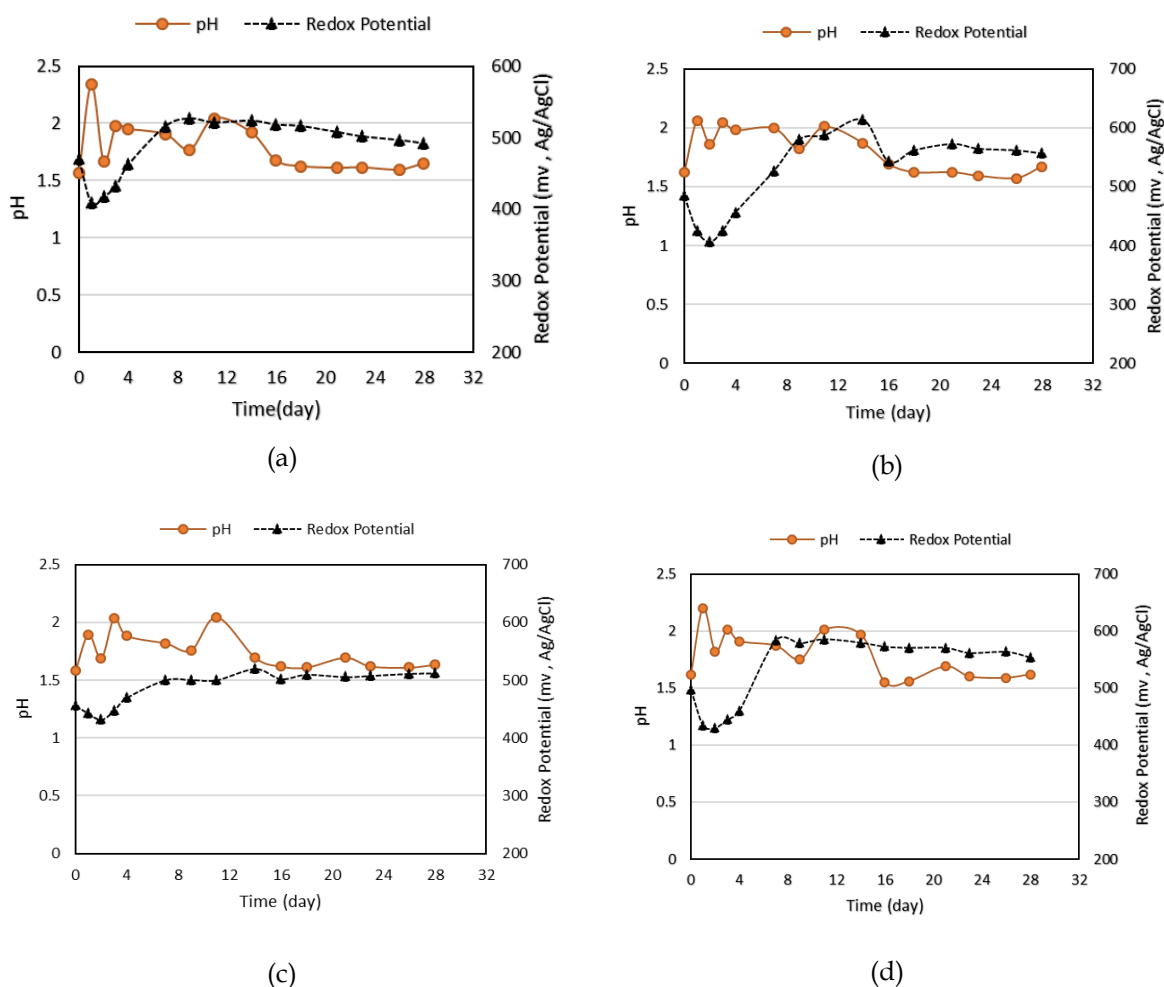 pH Redox Potential
2.5
2
1.5
1
0.5
0
600
500
400
300
200
pH
Redox Potential (mv , Ag/AgCl)
0 4 8 12 16 20 24 28 32
Time(day)
(a)
pH Redox Potential
2.5
2
1.5
1
0.5
0
700
600
500
400
300
200
pH
Redox Potential (mv , Ag/AgCl)
0 4 8 12 16 20 24 28 32
Time (day)
(b)
pH Redox Potential
2.5
2
1.5
1
0.5
0
700
600
500
400
300
200
pH
Redox Potential (mv, Ag/AgCl)
0 4 8 12 16 20 24 28 32
Time (day)
(c)
pH Redox Potential
2.5
2
1.5
1
0.5
0
700
600
500
400
300
200
pH
Redox Potential (mv, Ag/AgCl)
0 4 8 12 16 20 24 28 32
Time (day)
(d)